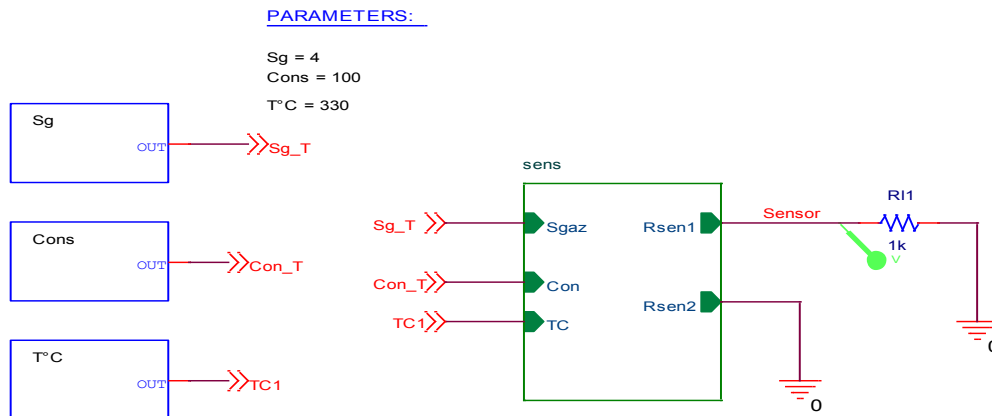 PARAMETERS:
Sg = 4
Cons = 100
T°C = 330
Sg
OUT
Sg_T
Cons
OUT
Con_T
T°C
OUT
TC1
sens
Sg_T
Sgaz
Rsen1
Con_T
Con
Rsen2
TC1
TC
Sensor
RI1
1k
V
0
0